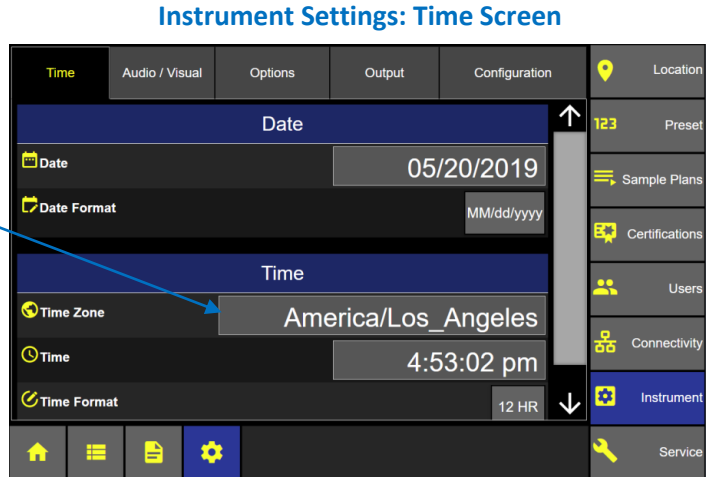 Instrument Settings: Time Screen
Time
Audio / Visual
Options
Output
Configuration
Date
Date
05/20/2019
Date Format
MM/dd/yyyy
Time
Time Zone
America/Los_Angeles
Time
4:53:02 pm
Time Format
12 HR
Location
123 Preset
Sample Plans
Certifications
Users
Connectivity
Instrument
Service